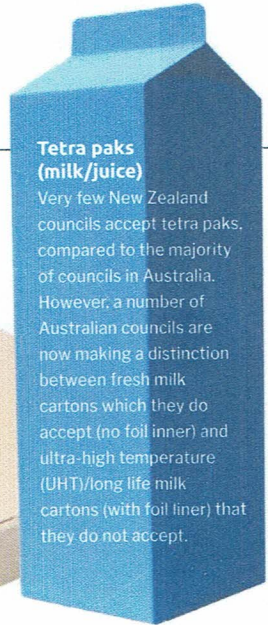 Tetra paks
(milk/juice)
Very few New Zealand
councils accept tetra paks,
compared to the majority
of councils in Australia.
However, a number of
Australian councils are
now making a distinction
between fresh milk
cartons which they do
accept (no foil inner) and
ultra-high temperature
(UHT)/long life milk
cartons (with foil liner) that
they do not accept.